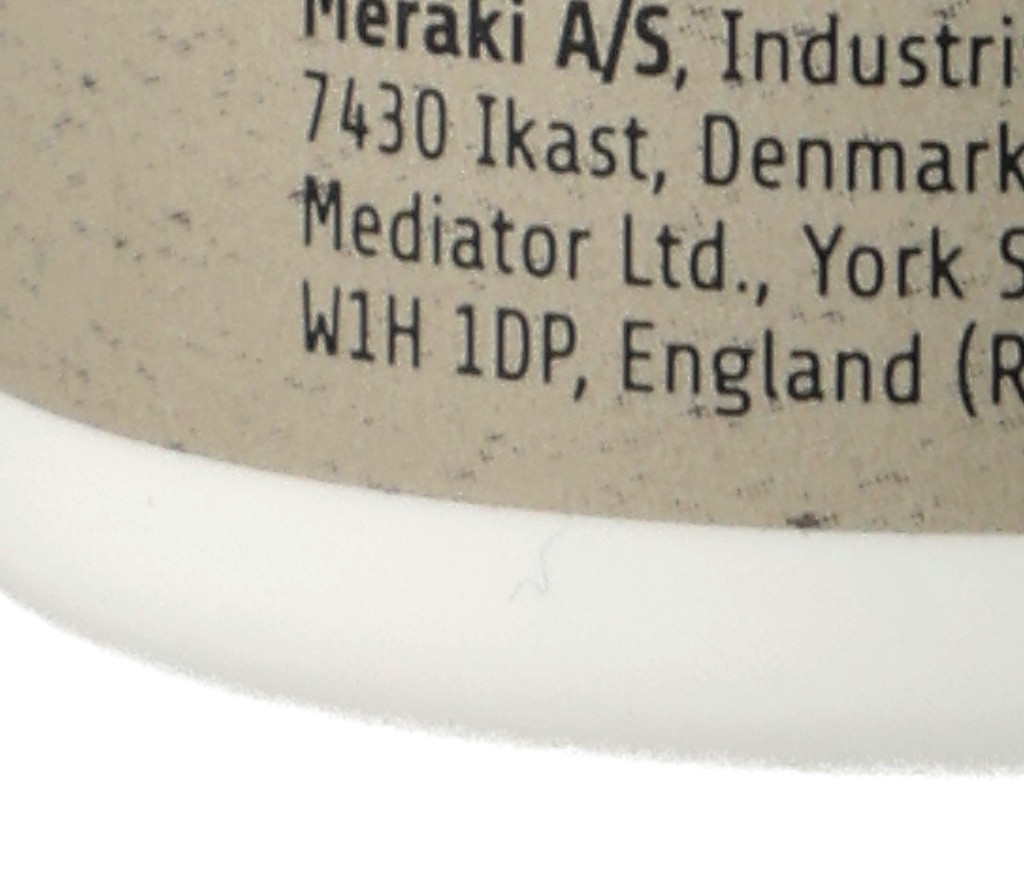 Meraki A/S, Industri
7430 Ikast, Denmark
Mediator Ltd., York S
W1H 1DP, England (R